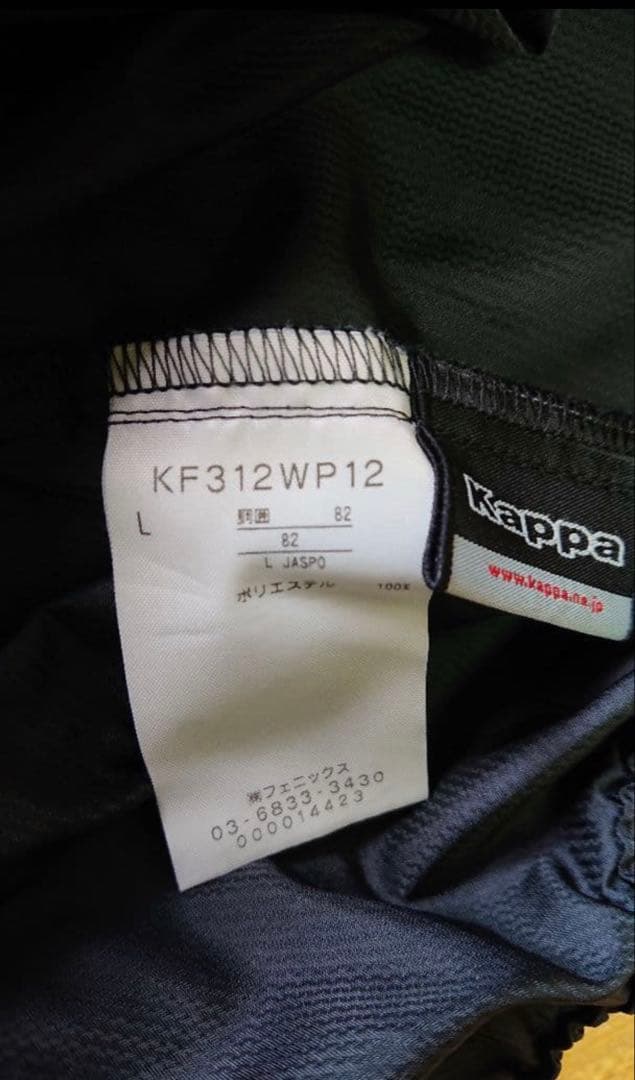 KF312WP12
L
胴囲 82
82
L JASPO
ポリエステル 100%
㈱フェニックス
03-6833-3430
000014423
Kappa
www.kappa.ne.jp